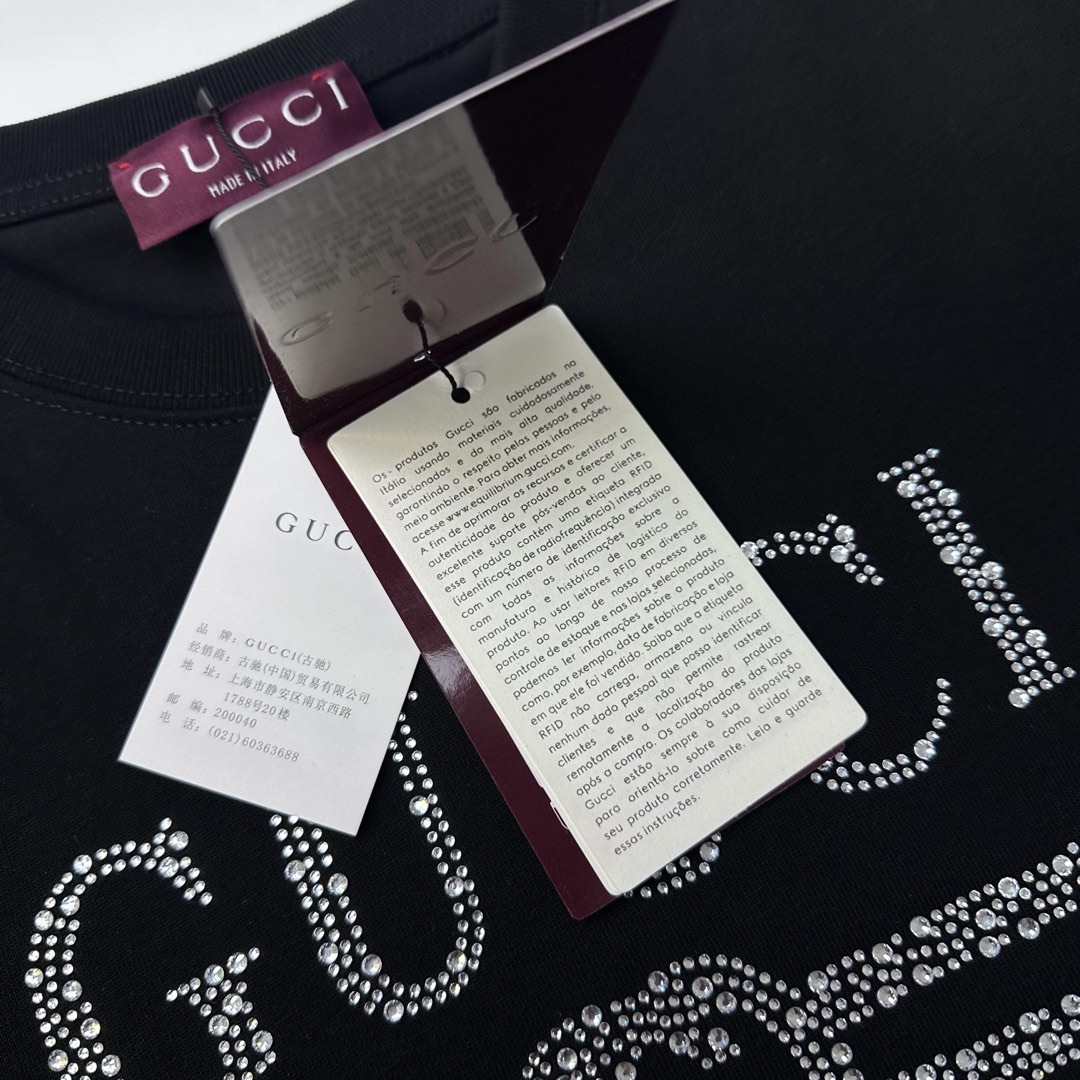 GUCCI
MADE IN ITALY
Os produtos Gucci são fabricados na
Itália usando materiais cuidadosamente
selecionados e da mais alta qualidade,
garantindo o respeito pelas pessoas e pelo
meio ambiente. Para obter mais informações,
acesse www.equilibrium.gucci.com.
A fim de aprimorar os recursos e certificar a
autenticidade do produto e oferecer um
excelente suporte pós-vendas ao cliente,
esse produto contém uma etiqueta RFID
(identificação de radiofrequência) integrada
com um número de identificação exclusivo
com todas as informações sobre a
manufatura e histórico de logística do
produto. Ao usar leitores RFID em diversos
pontos ao longo de nosso processo de
controle de estoque e nas lojas selecionadas,
podemos ler informações sobre o produto
como, por exemplo, data de fabricação e loja
em que ele foi vendido. Saiba que a etiqueta
RFID não carrega, armazena ou vincula
nenhum dado pessoal que possa identificar
clientes e que não permite rastrear
remotamente a localização do produto
após a compra. Os colaboradores das lojas
Gucci estão sempre à sua disposição
para orientá-lo sobre como cuidar de
seu produto corretamente. Leia e guarde
essas instruções.
GUC
品 牌: GUCCI(古驰)
经销商: 古驰(中国)贸易有限公司
地 址: 上海市静安区南京西路
1788号20楼
邮 编: 200040
电 话: (021)60363688
GUCCI